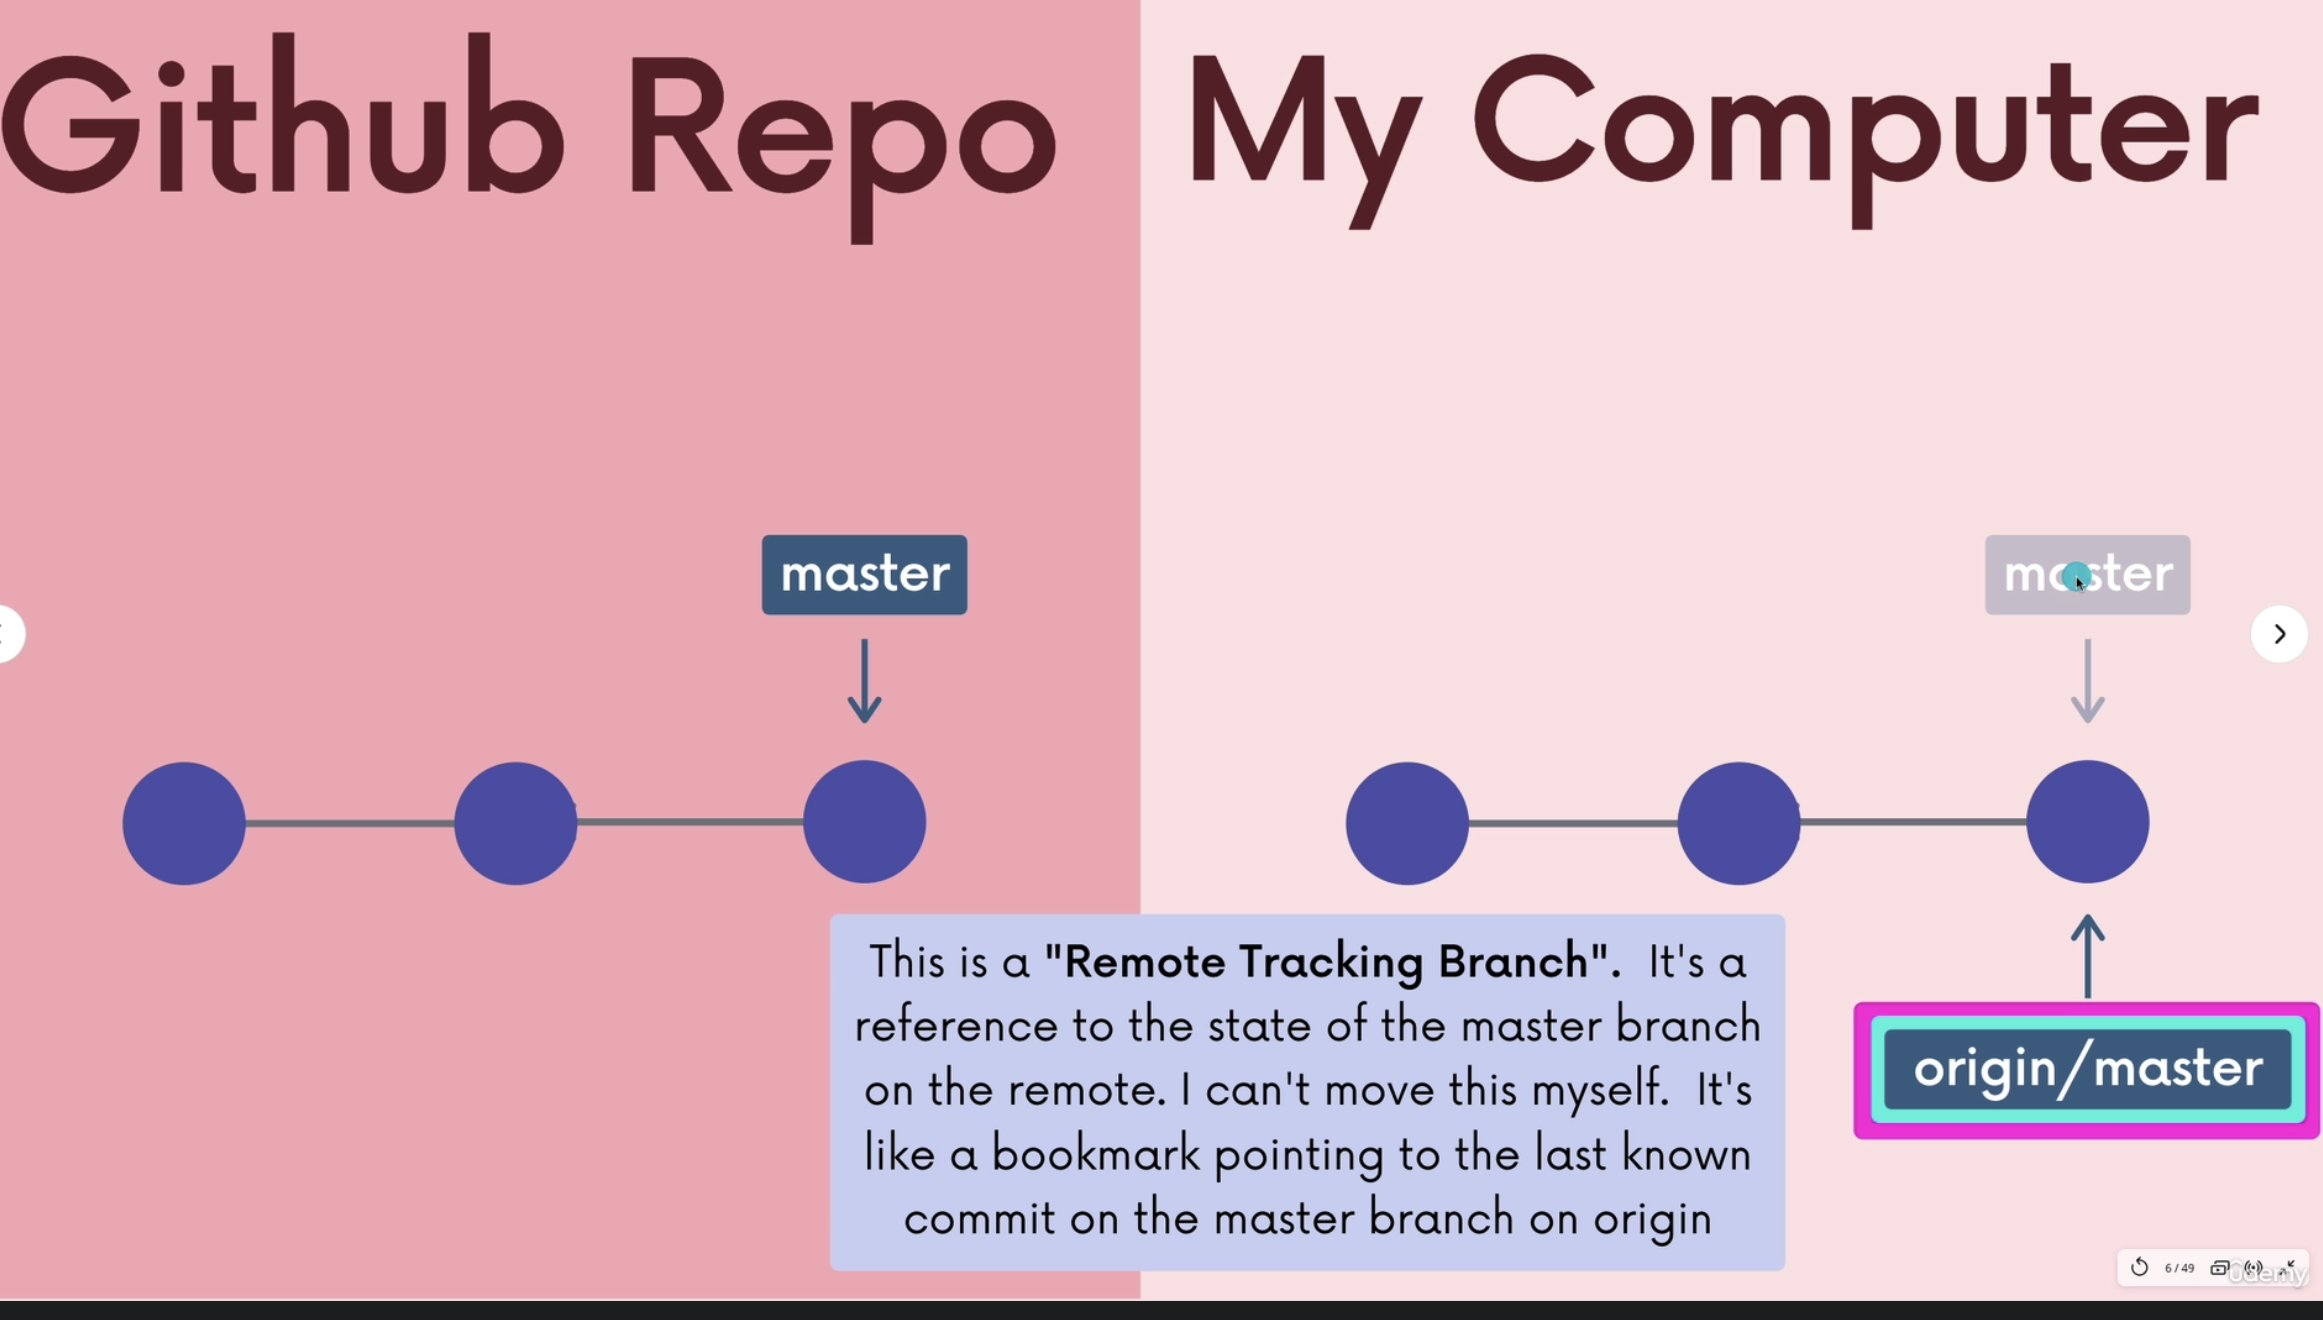 Github Repo
My Computer
master
master
This is a "Remote Tracking Branch". It's a
reference to the state of the master branch
on the remote. I can't move this myself. It's
like a bookmark pointing to the last known
commit on the master branch on origin
origin/master
6 / 49
Udemy